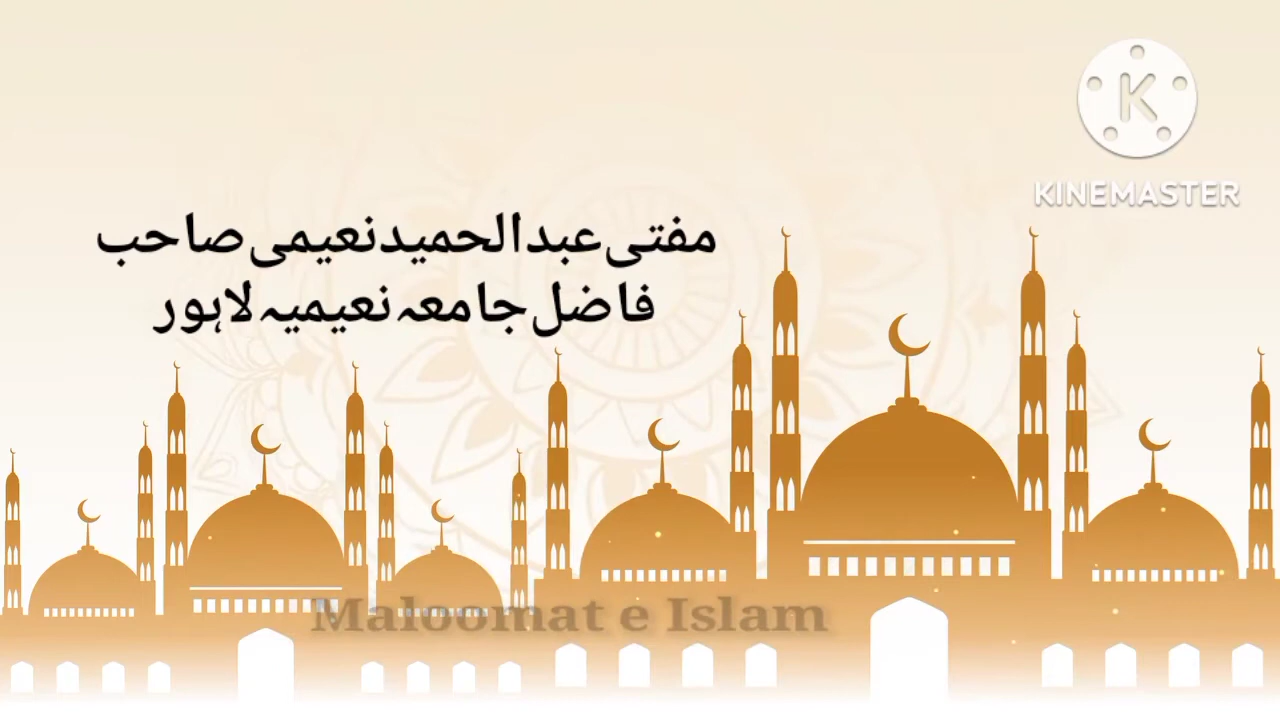 KINEMASTER
مفتی عبدالحمید نعیمی صاحب
فاضل جامعہ نعیمیہ لاہور
Maloomat e Islam